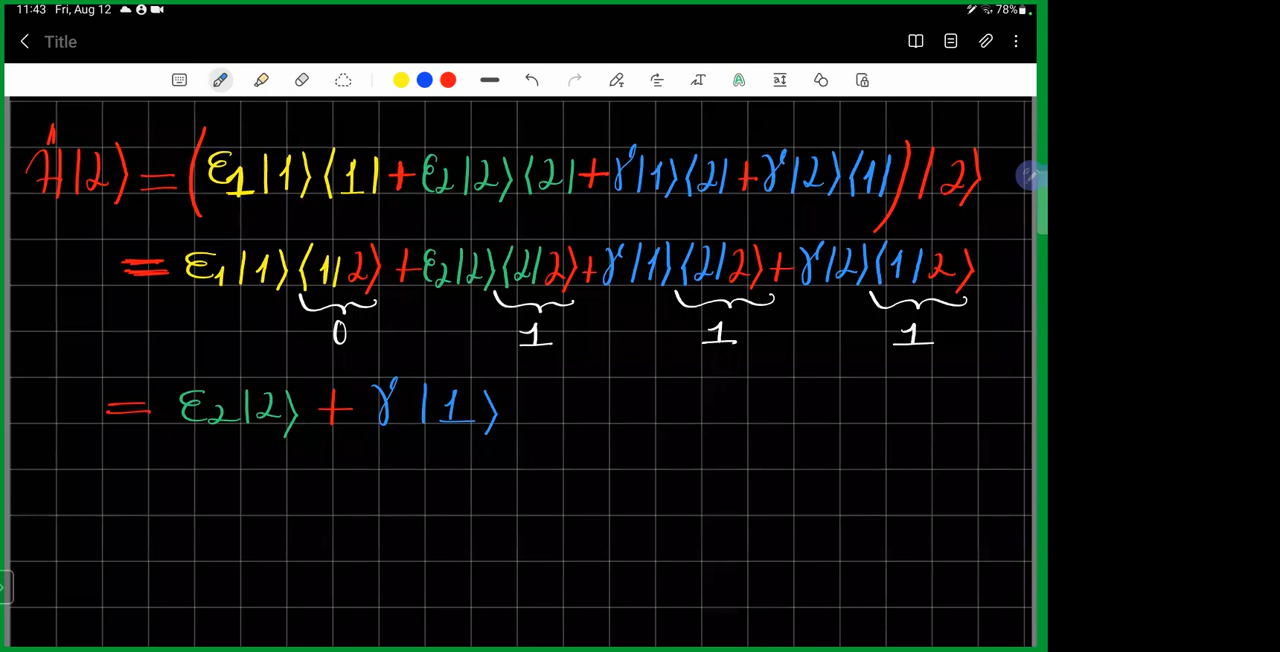 11:43 Fri, Aug 12 78%
Title
Ĥ|2⟩ = (ε₁|1⟩⟨1| + ε₂|2⟩⟨2| + γ|1⟩⟨2| + γ|2⟩⟨1|)|2⟩
= ε₁|1⟩⟨1|2⟩ + ε₂|2⟩⟨2|2⟩ + γ|1⟩⟨2|2⟩ + γ|2⟩⟨1|2⟩
0 1 1 1
= ε₂|2⟩ + γ|1⟩